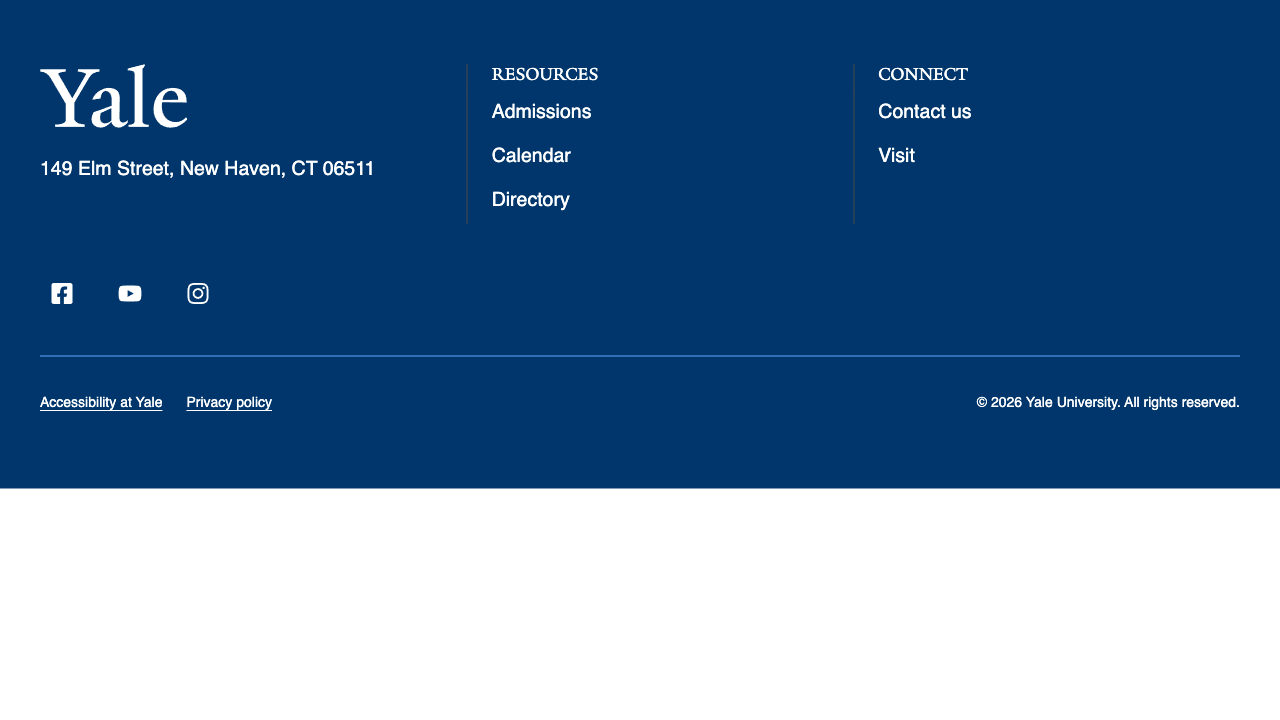 Yale
149 Elm Street, New Haven, CT 06511
RESOURCES
Admissions
Calendar
Directory
CONNECT
Contact us
Visit
Accessibility at Yale
Privacy policy
© 2026 Yale University. All rights reserved.